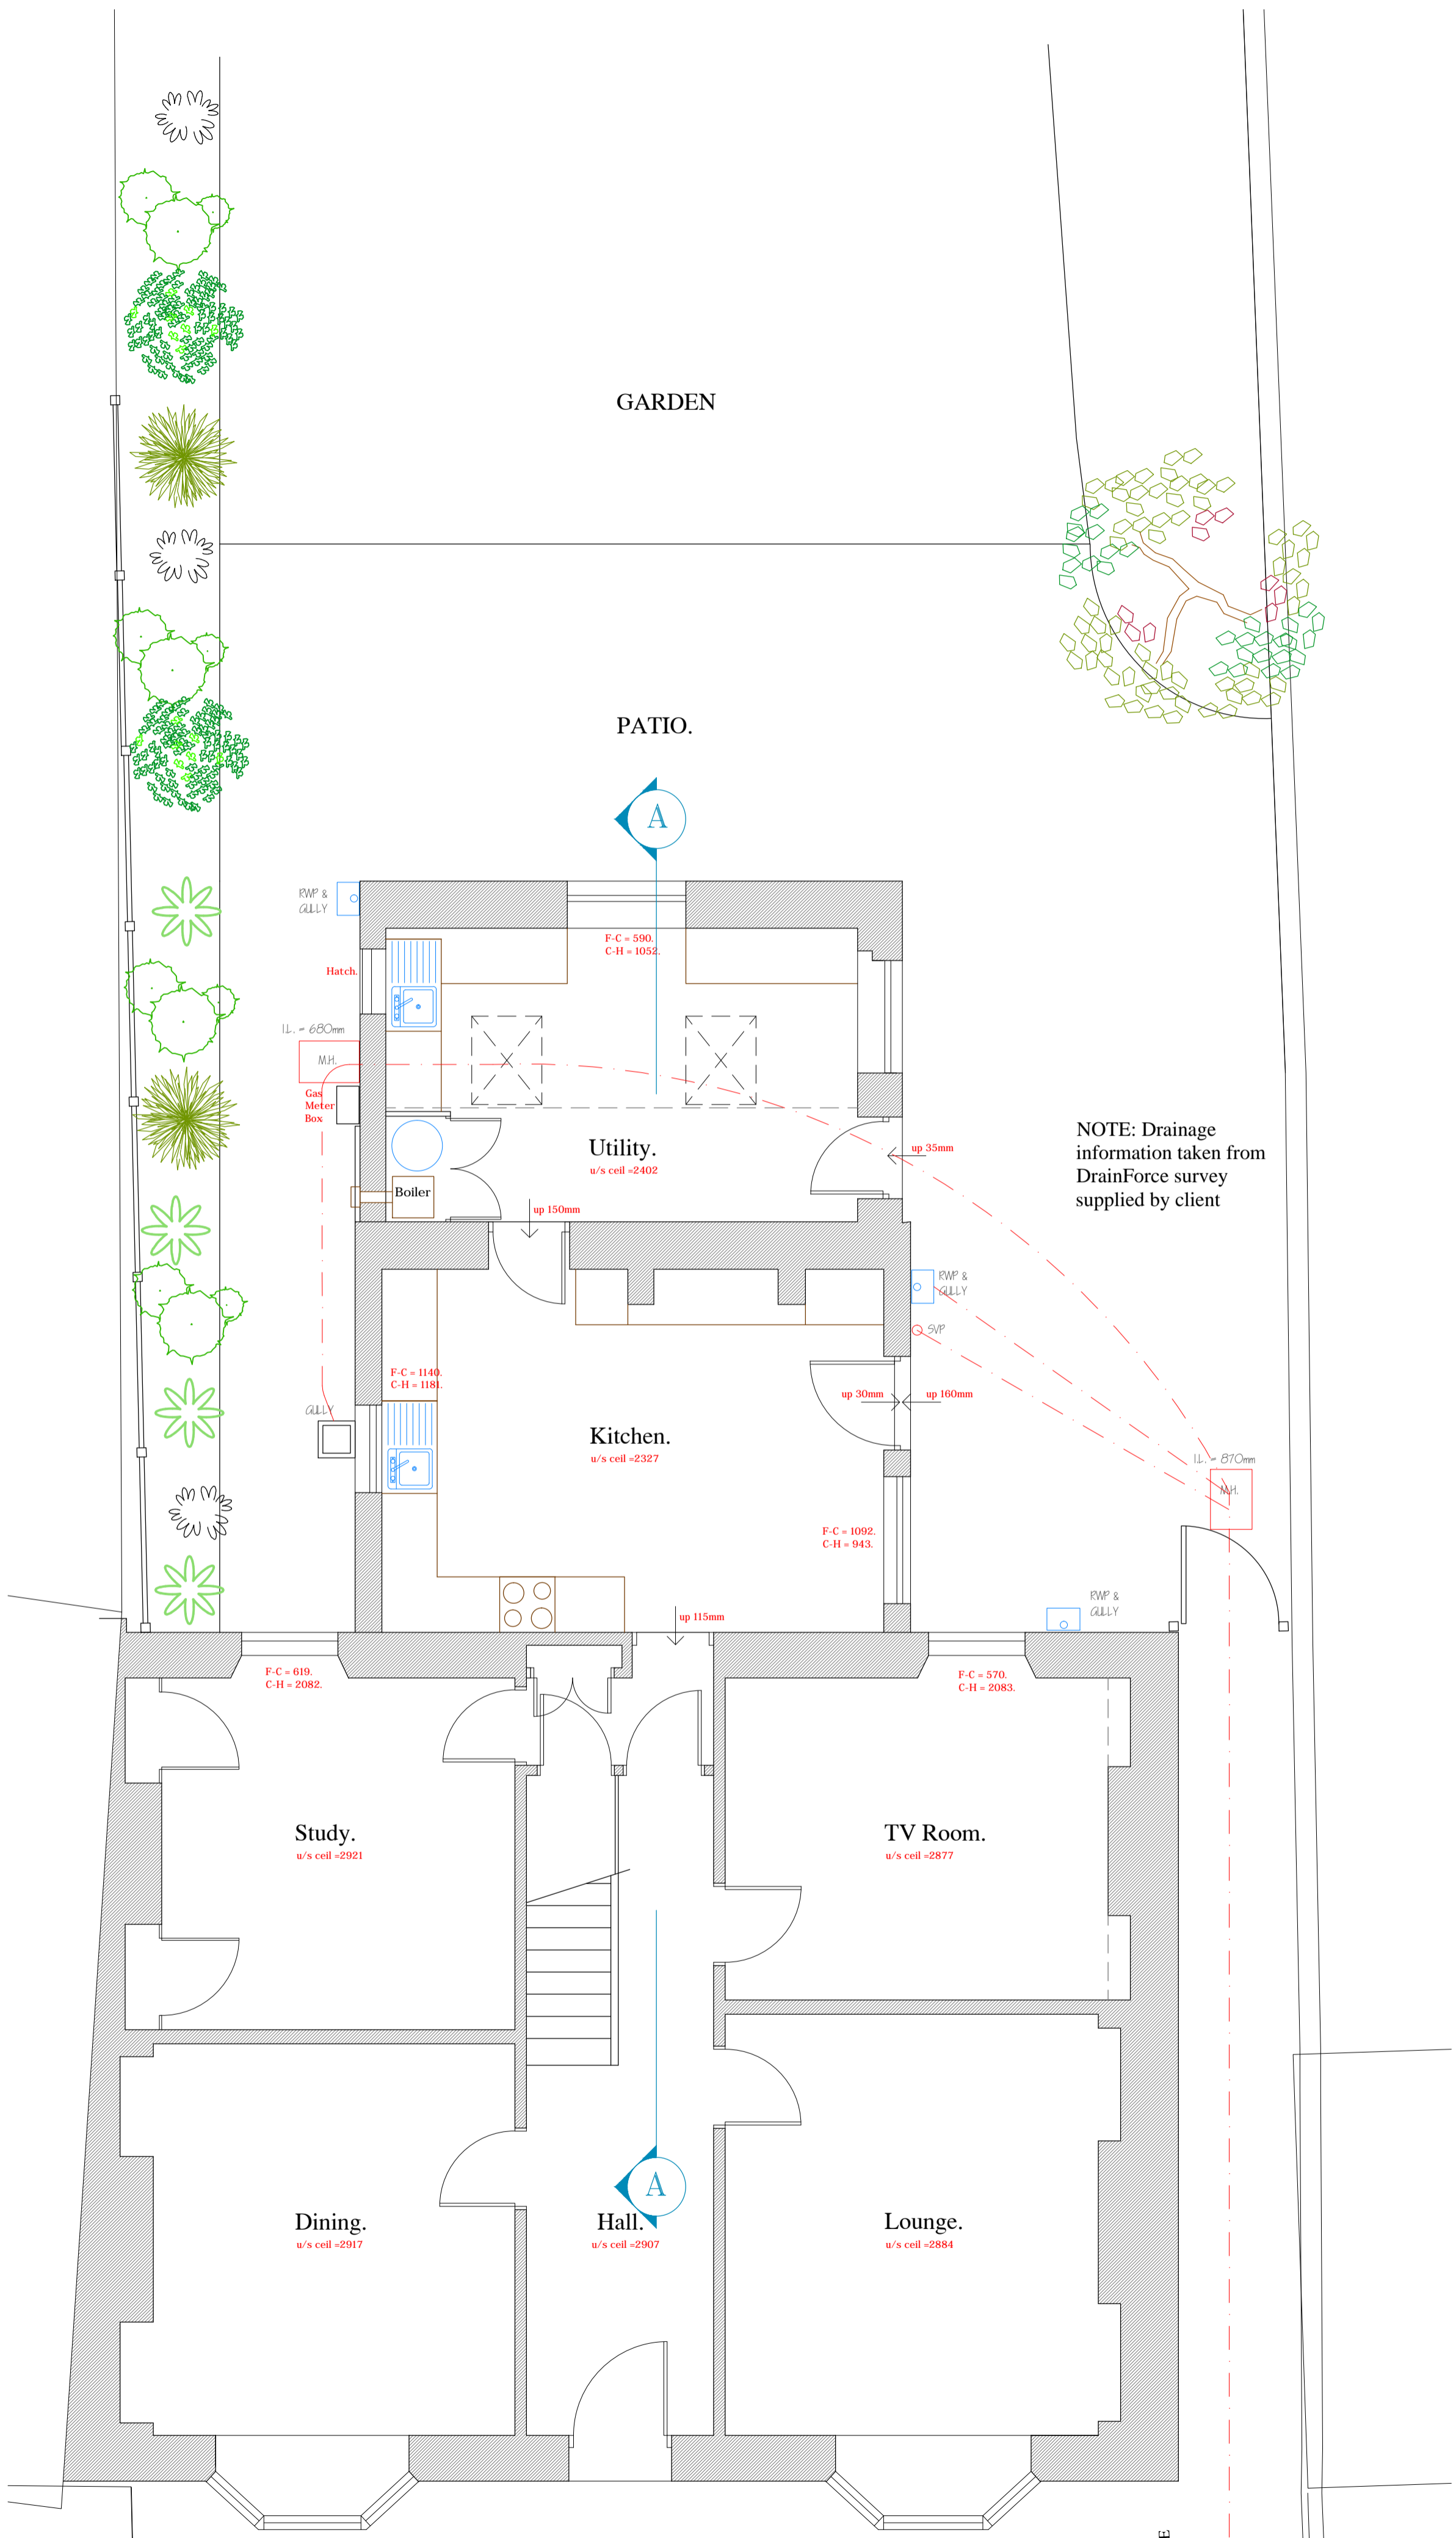 GARDEN
PATIO.
A
RWP &
GULLY
F-C = 590.
C-H = 1052.
Hatch.
I.L. = 680mm
M.H.
Gas
Meter
Box
NOTE: Drainage
information taken from
DrainForce survey
supplied by client
Utility.
u/s ceil =2402
up 35mm
Boiler
up 150mm
RWP &
GULLY
SVP
F-C = 1140.
C-H = 1181.
up 30mm
up 160mm
GULLY
Kitchen.
u/s ceil =2327
I.L. = 870mm
M.H.
F-C = 1092.
C-H = 943.
RWP &
GULLY
up 115mm
F-C = 619.
C-H = 2082.
F-C = 570.
C-H = 2083.
Study.
u/s ceil =2921
TV Room.
u/s ceil =2877
A
Dining.
u/s ceil =2917
Hall.
u/s ceil =2907
Lounge.
u/s ceil =2884